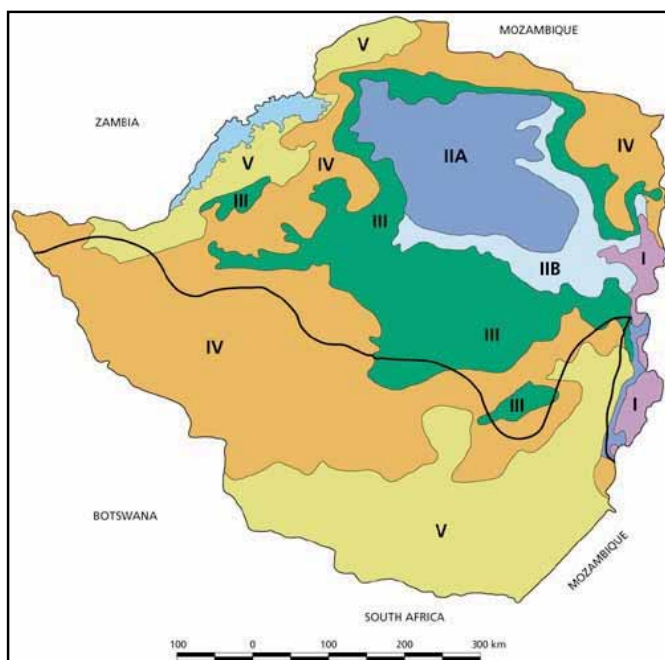 MOZAMBIQUE
V
ZAMBIA
IIA
V
IV
IV
III
III
IIB
I
III
IV
III
I
BOTSWANA
V
MOZAMBIQUE
SOUTH AFRICA
100 0 100 200 300 km